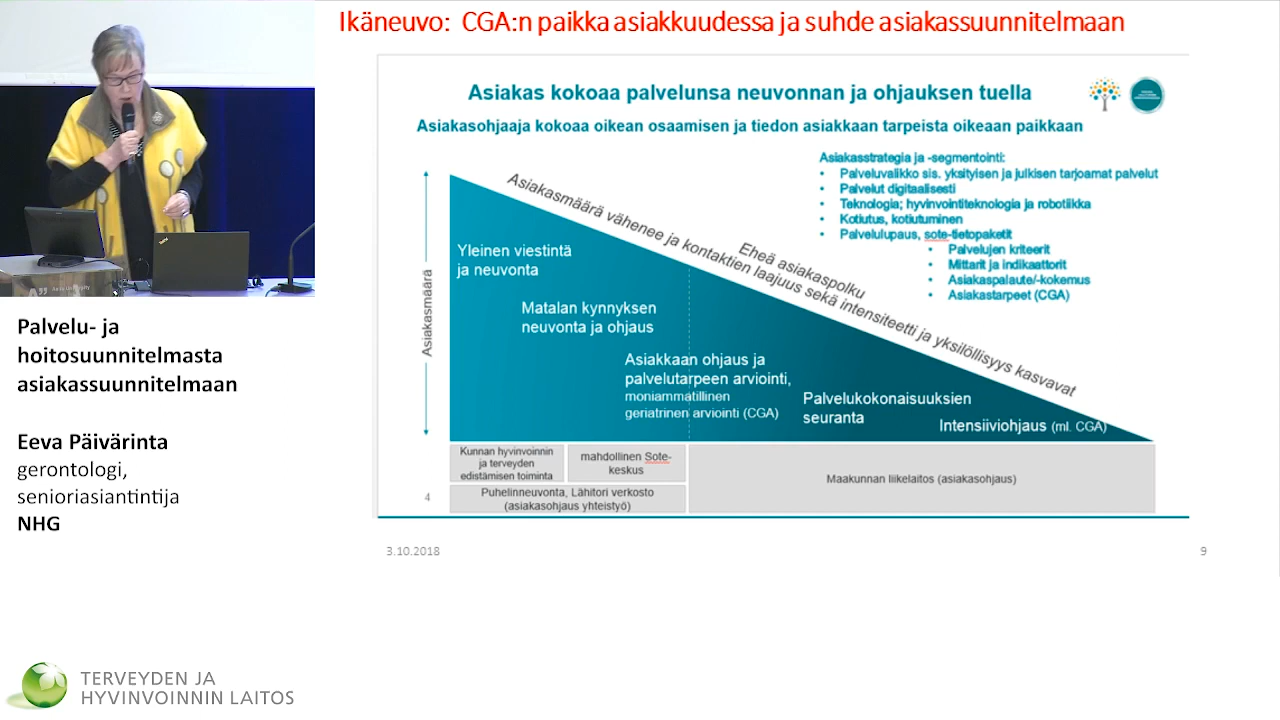 Ikäneuvo: CGA:n paikka asiakkuudessa ja suhde asiakassuunnitelmaan
Asiakas kokoaa palvelunsa neuvonnan ja ohjauksen tuella
Asiakasohjaaja kokoaa oikean osaamisen ja tiedon asiakkaan tarpeista oikeaan paikkaan
Asiakasstrategia ja -segmentointi:
• Palveluvalikko sis. yksityisen ja julkisen tarjoamat palvelut
• Palvelut digitaalisesti
• Teknologia; hyvinvointiteknologia ja robotiikka
• Kotiutus, kotiutuminen
• Palvelulupaus, sote-tietopaketit
• Palvelujen kriteerit
• Mittarit ja indikaattorit
• Asiakaspalaute/-kokemus
• Asiakastarpeet (CGA)
Eheä asiakaspolku
Asiakasmäärä vähenee ja kontaktien laajuus sekä intensiteetti ja yksilöllisyys kasvavat
Asiakasmäärä
Yleinen viestintä
ja neuvonta
Matalan kynnyksen
neuvonta ja ohjaus
Asiakkaan ohjaus ja
palvelutarpeen arviointi,
moniammatillinen
geriatrinen arviointi (CGA)
Palvelukokonaisuuksien
seuranta
Intensiiviohjaus (ml. CGA)
Kunnan hyvinvoinnin
ja terveyden
edistämisen toiminta
mahdollinen Sote-
keskus
Maakunnan liikelaitos (asiakasohjaus)
Puhelinneuvonta, Lähitori verkosto
(asiakasohjaus yhteistyö)
4
3.10.2018
9
Palvelu- ja
hoitosuunnitelmasta
asiakassuunnitelmaan
Eeva Päivärinta
gerontologi,
senioriasiantintija
NHG
TERVEYDEN JA
HYVINVOINNIN LAITOS